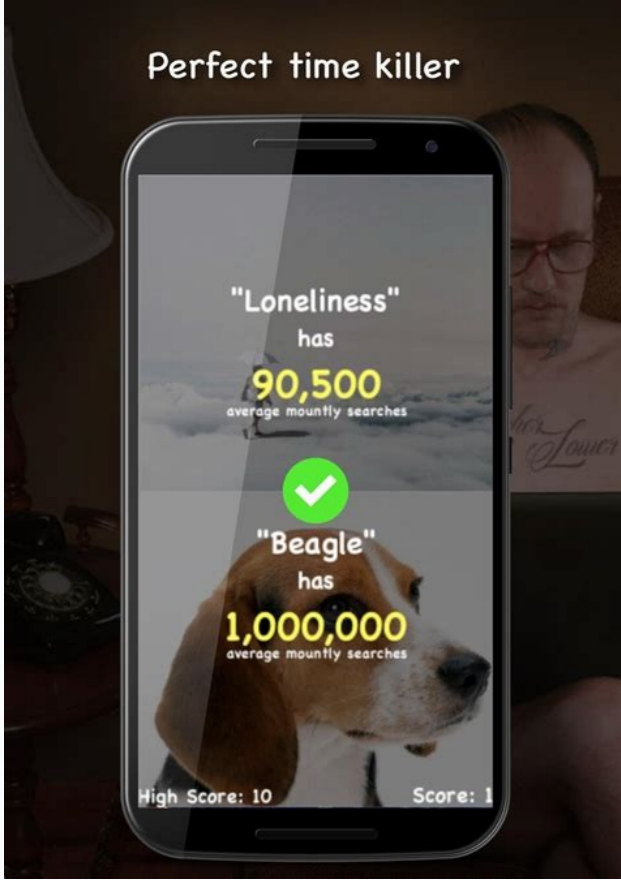 Perfect time killer
"Loneliness"
has
90,500
average mountly searches
"Beagle"
has
1,000,000
average mountly searches
High Score: 10
Score: 1
Lower